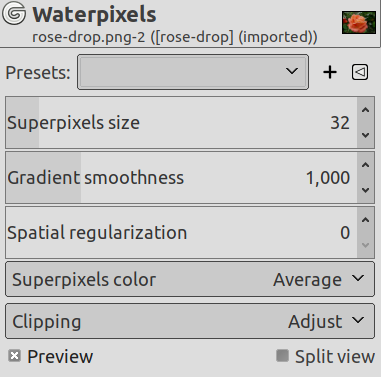 Waterpixels
rose-drop.png-2 ([rose-drop] (imported))
Presets:
Superpixels size 32
Gradient smoothness 1,000
Spatial regularization 0
Superpixels color Average
Clipping Adjust
Preview Split view